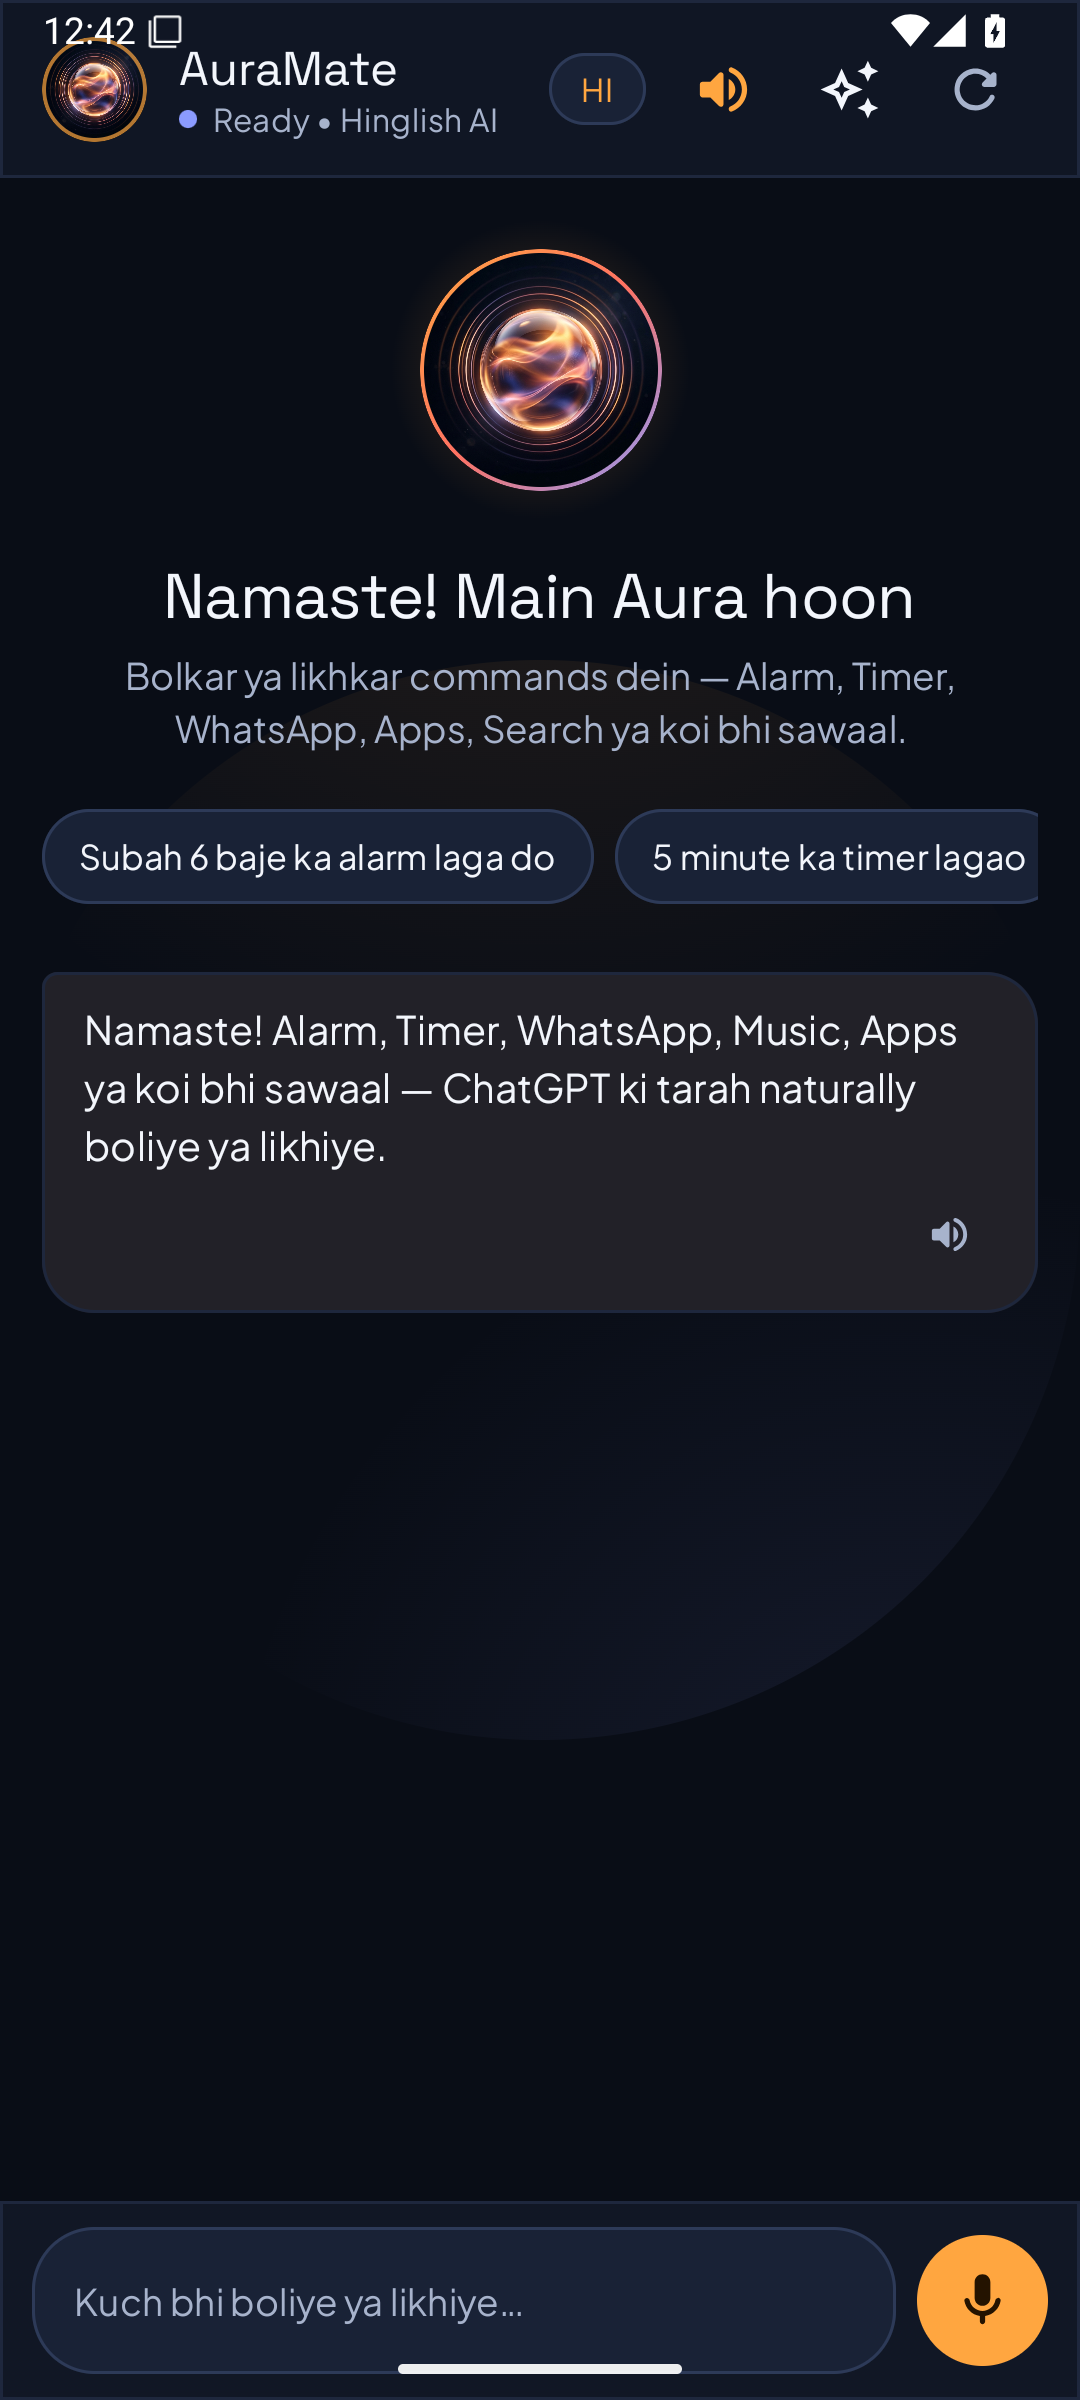 12:42
AuraMate
Ready • Hinglish AI
HI
Namaste! Main Aura hoon
Bolkar ya likhkar commands dein — Alarm, Timer,
WhatsApp, Apps, Search ya koi bhi sawaal.
Subah 6 baje ka alarm laga do
5 minute ka timer lagao
Namaste! Alarm, Timer, WhatsApp, Music, Apps
ya koi bhi sawaal — ChatGPT ki tarah naturally
boliye ya likhiye.
Kuch bhi boliye ya likhiye...